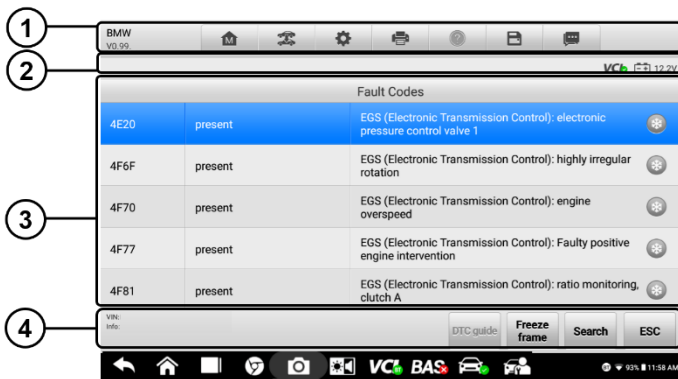 1
BMW
V0.99.
M
?
2
VCI 12.2V
Fault Codes
3
4E20 present EGS (Electronic Transmission Control): electronic
pressure control valve 1
4F6F present EGS (Electronic Transmission Control): highly irregular
rotation
4F70 present EGS (Electronic Transmission Control): engine
overspeed
4F77 present EGS (Electronic Transmission Control): Faulty positive
engine intervention
4F81 present EGS (Electronic Transmission Control): ratio monitoring,
clutch A
4
VIN:
Info:
DTC guide
Freeze
frame
Search
ESC
VCI BAS 93% 11:58 AM